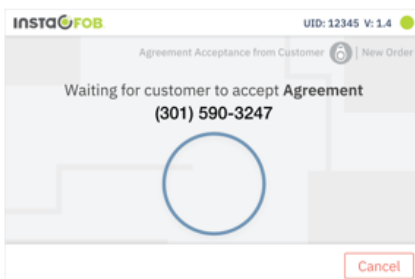 INSTAFOB
UID: 12345 V: 1.4
Agreement Acceptance from Customer | New Order
Waiting for customer to accept Agreement
(301) 590-3247
Cancel